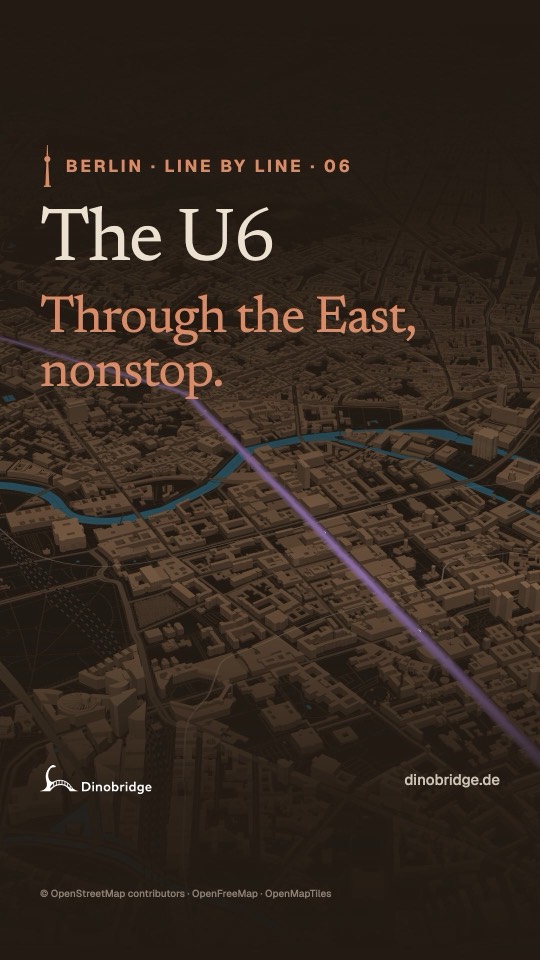 BERLIN · LINE BY LINE · 06
The U6
Through the East,
nonstop.
Dinobridge
dinobridge.de
© OpenStreetMap contributors · OpenFreeMap · OpenMapTiles